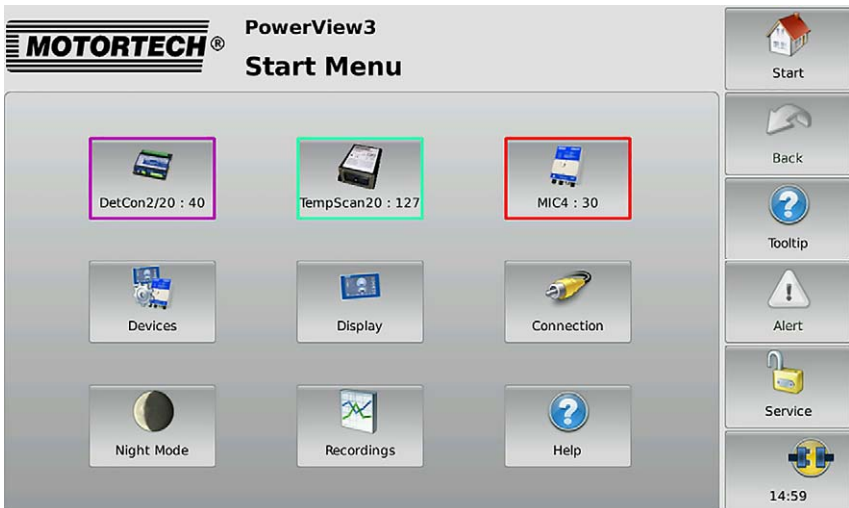 MOTORTECH®
PowerView3
Start Menu
DetCon2/20 : 40
TempScan20 : 127
MIC4 : 30
Devices
Display
Connection
Night Mode
Recordings
Help
Start
Back
Tooltip
Alert
Service
14:59